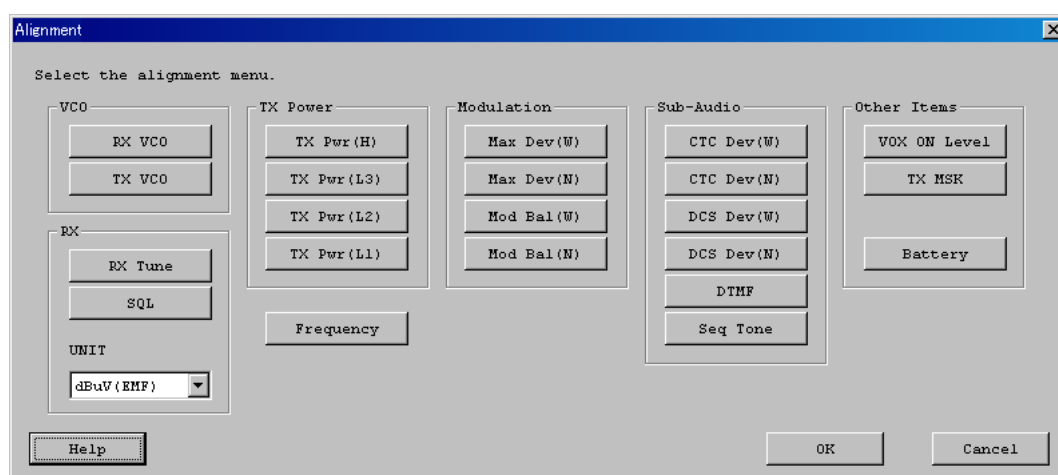 Alignment
Select the alignment menu.
VCO
RX VCO
TX VCO
RX
RX Tune
SQL
UNIT
dBuV(EMF)
TX Power
TX Pwr(H)
TX Pwr(L3)
TX Pwr(L2)
TX Pwr(L1)
Frequency
Modulation
Max Dev(W)
Max Dev(N)
Mod Bal(W)
Mod Bal(N)
Sub-Audio
CTC Dev(W)
CTC Dev(N)
DCS Dev(W)
DCS Dev(N)
DTMF
Seq Tone
Other Items
VOX ON Level
TX MSK
Battery
Help
OK
Cancel